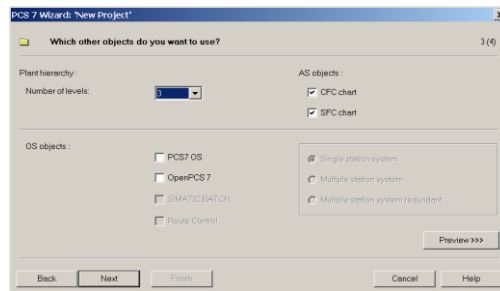 PCS 7 Wizard: "New Project"
Which other objects do you want to use?
3 (4)
Plant hierarchy:
AS objects:
Number of levels:
3
CFC chart
SFC chart
OS objects:
PCS7 OS
OpenPCS 7
SIMATIC BATCH
Route Control
Single station system
Multiple station system
Multiple station system redundent
Preview >>>
Back
Next
Finish
Cancel
Help